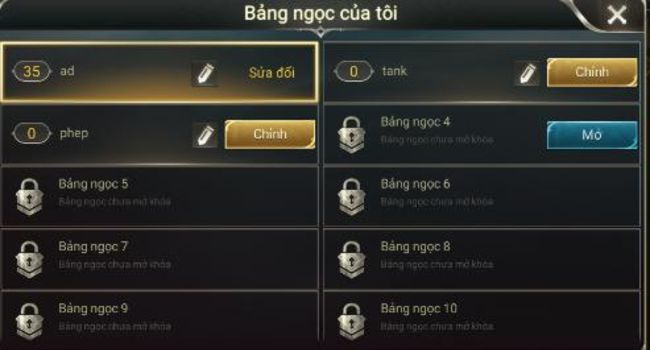 Bảng ngọc của tôi
35 ad Sửa đổi
0 tank Chỉnh
0 phep Chỉnh
Bảng ngọc 4
Bảng ngọc chưa mở khóa
Mở
Bảng ngọc 5
Bảng ngọc chưa mở khóa
Bảng ngọc 6
Bảng ngọc chưa mở khóa
Bảng ngọc 7
Bảng ngọc chưa mở khóa
Bảng ngọc 8
Bảng ngọc chưa mở khóa
Bảng ngọc 9
Bảng ngọc chưa mở khóa
Bảng ngọc 10
Bảng ngọc chưa mở khóa